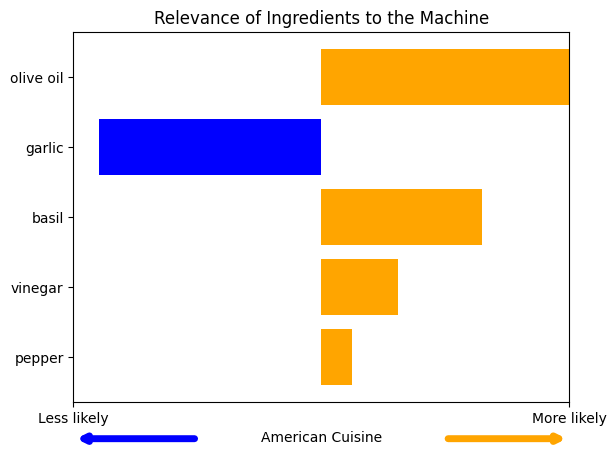 Relevance of Ingredients to the Machine
olive oil
garlic
basil
vinegar
pepper
Less likely
More likely
American Cuisine